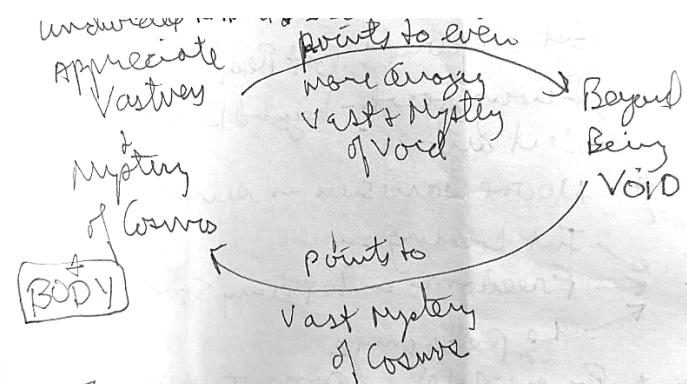 Appreciate
Vastness
&
Mystery
of Cosmos
+
BODY
points to even
more amazing
Vast & Mystery
of Void
Beyond
Being
VOID
points to
Vast Mystery
of Cosmos